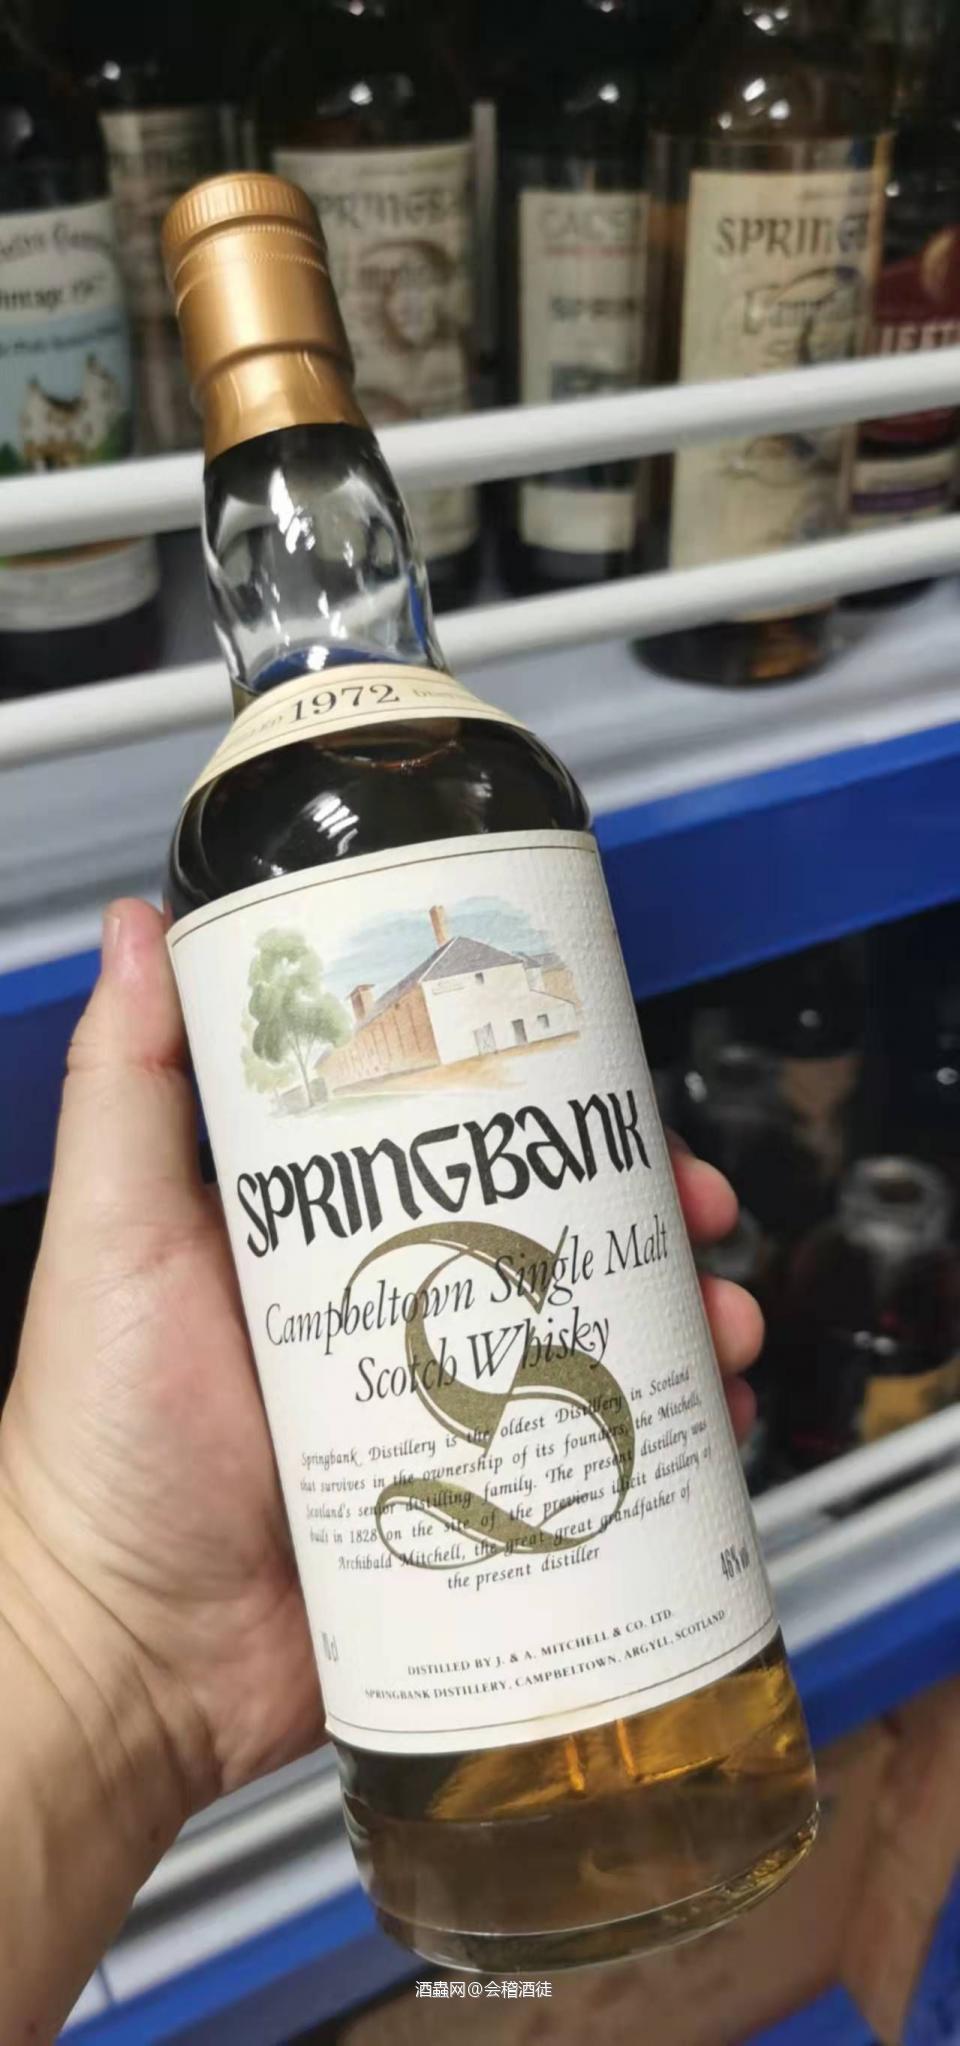 SPRING
1972
SPRINGBANK
Campbeltown Single Malt
Scotch Whisky
Springbank Distillery is the oldest Distillery in Scotland
that survives in the ownership of its founders, the Mitchells,
Scotland's senior distilling family. The present distillery was
built in 1828 on the site of the previous illicit distillery of
Archibald Mitchell, the great great grandfather of
the present distiller
46% vol
70 cl
DISTILLED BY J. & A. MITCHELL & CO. LTD.
SPRINGBANK DISTILLERY, CAMPBELTOWN, ARGYLL, SCOTLAND
酒蟲网@会稽酒徒